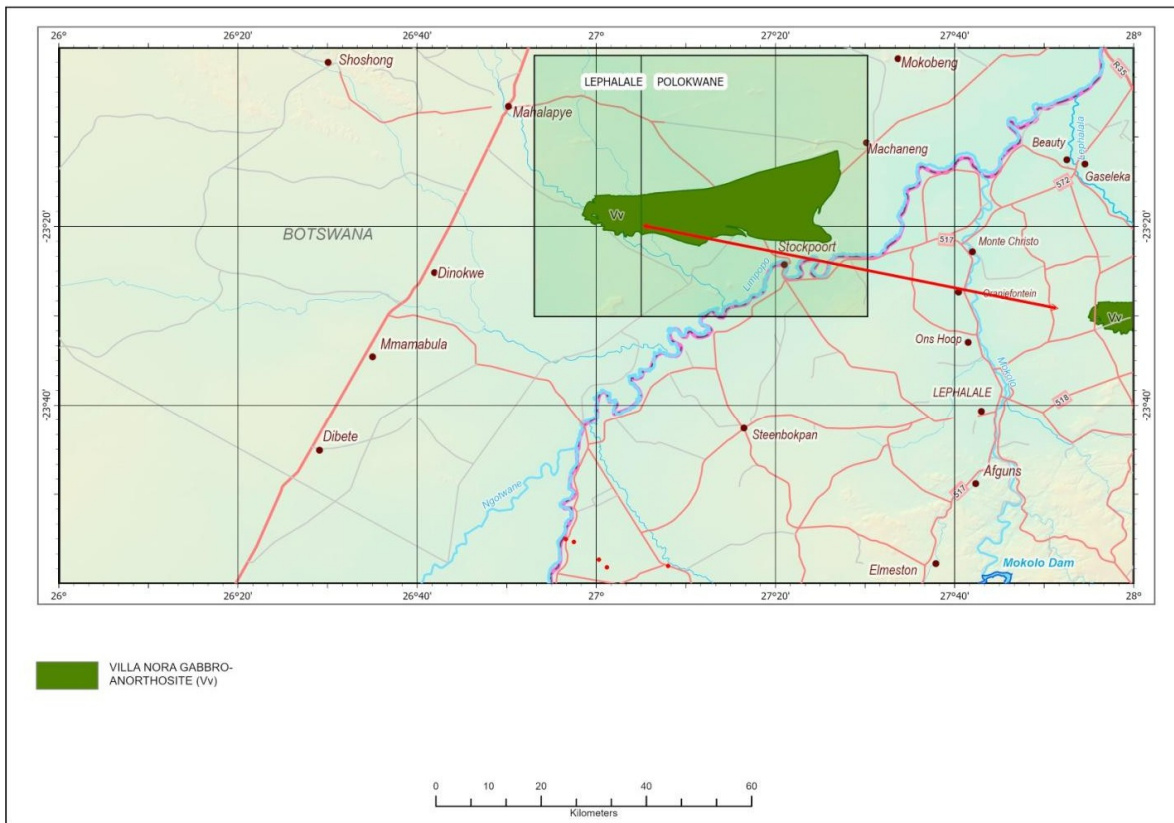 26°
26°20'
26°40'
27°
27°20'
27°40'
28°
Shoshong
Mahalapye
LEPHALALE
POLOKWANE
Mokobeng
R35
Machaneng
Beauty
Lephalala
Gaseleka
572
-23°20'
BOTSWANA
Vv
Stockpoort
517
Monte Christo
-23°20'
Dinokwe
Limpopo
Oranjefontein
Vv
Mmamabula
Ons Hoop
Mokolo
-23°40'
LEPHALALE
518
-23°40'
Dibete
Steenbokpan
Ngotwane
Afguns
517
Elmeston
Mokolo Dam
26°
26°20'
26°40'
27°
27°20'
27°40'
28°
VILLA NORA GABBRO-
ANORTHOSITE (Vv)
0 10 20 40 60
Kilometers